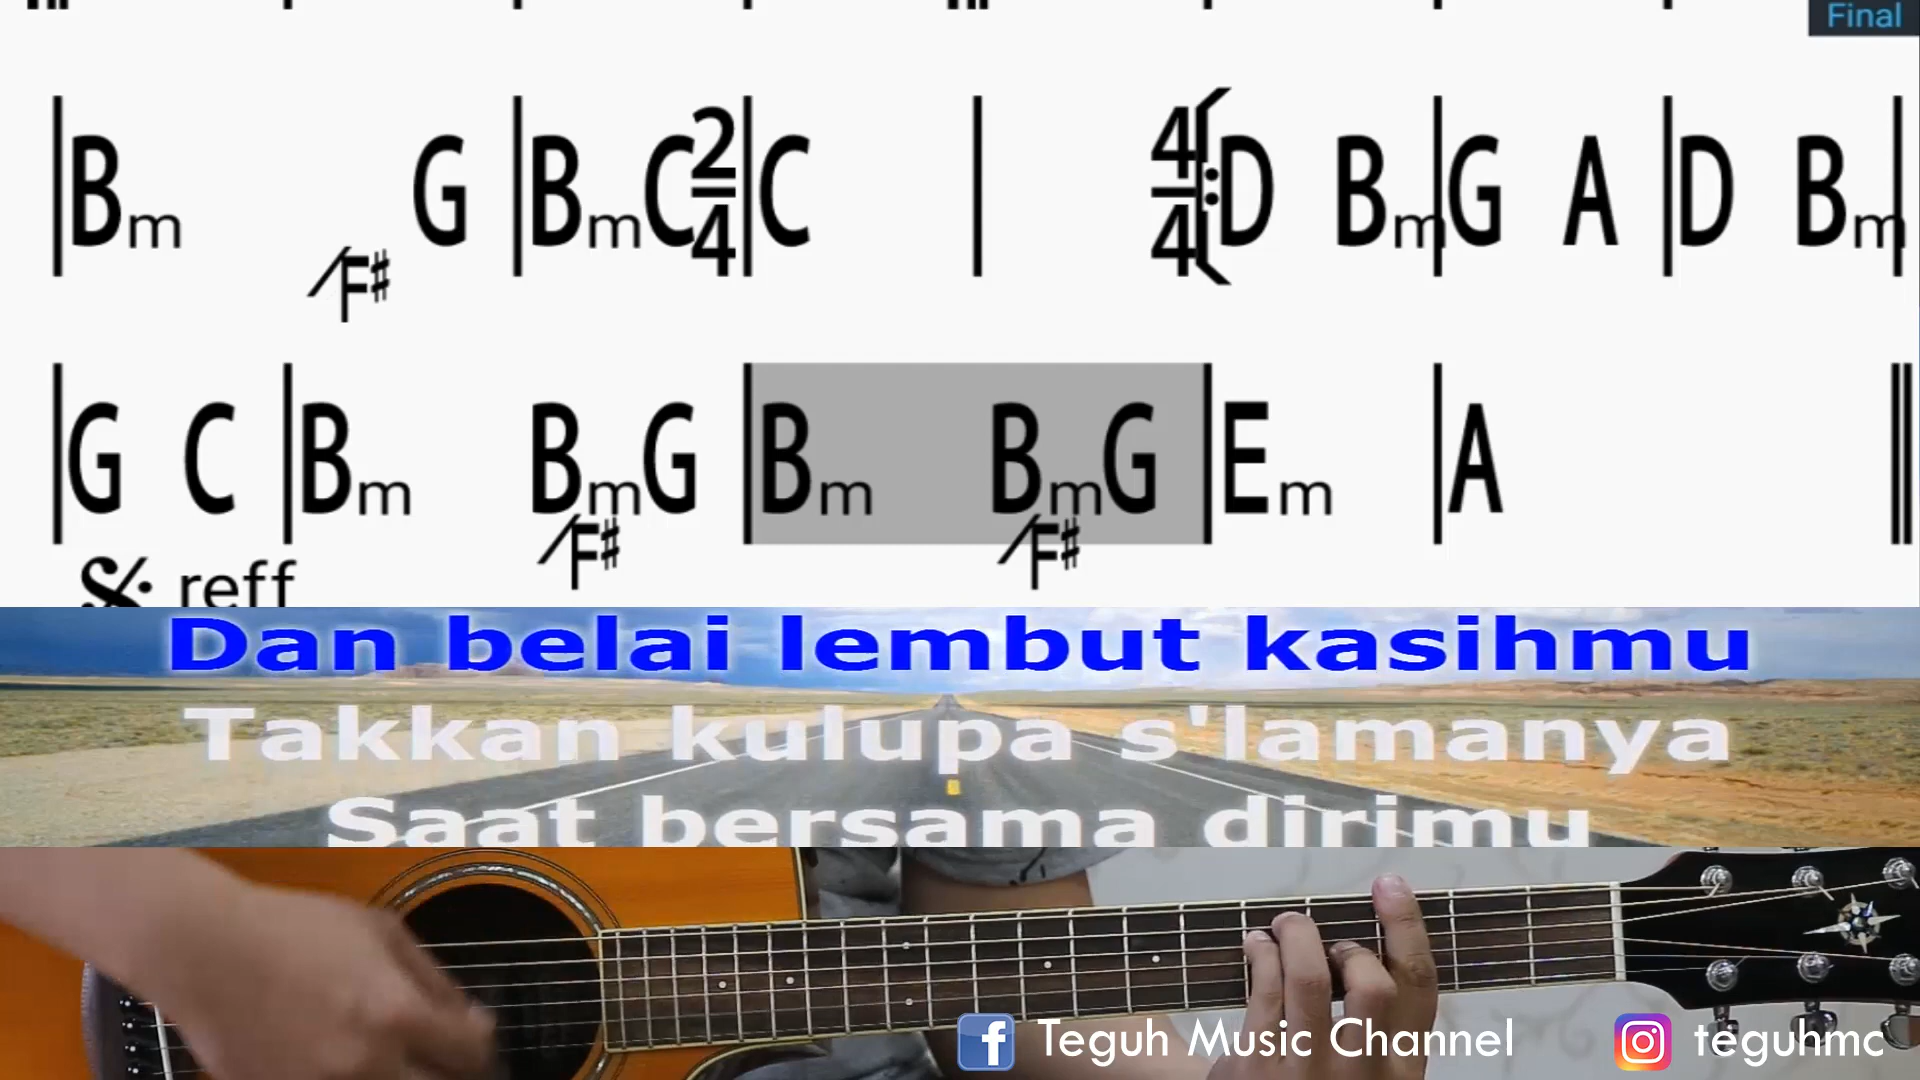 Final
Bm /F# G Bm C 2/4 C 4/4 D Bm G A D Bm
G C Bm Bm/F# G Bm Bm/F# G Em A
reff
Dan belai lembut kasihmu
Takkan kulupa s'lamanya
Saat bersama dirimu
Teguh Music Channel
teguhmc